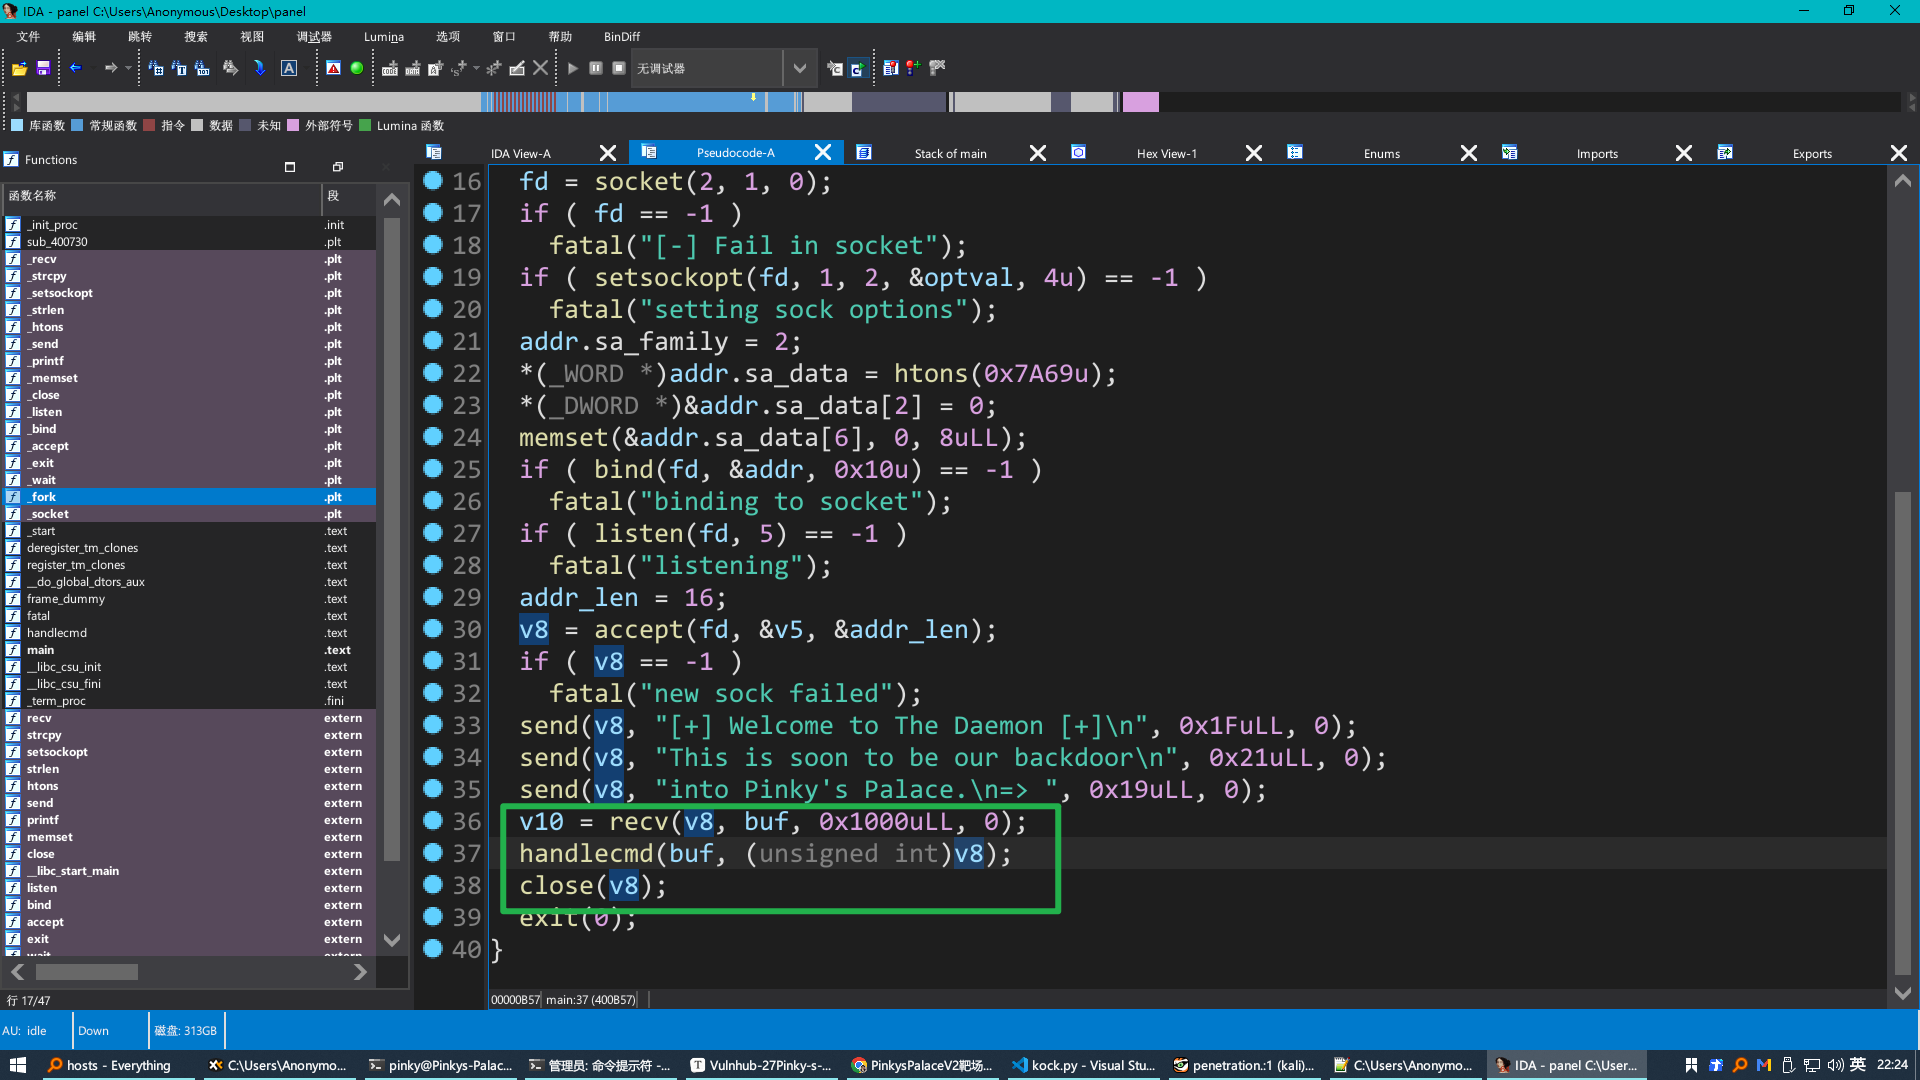 IDA - panel C:\Users\Anonymous\Desktop\panel
文件 编辑 跳转 搜索 视图 调试器 Lumina 选项 窗口 帮助 BinDiff
无调试器
库函数 常规函数 指令 数据 未知 外部符号 Lumina 函数
Functions
IDA View-A Pseudocode-A Stack of main Hex View-1 Enums Imports Exports
函数名称 段
_init_proc .init
sub_400730 .plt
_recv .plt
_strcpy .plt
_setsockopt .plt
_strlen .plt
_htons .plt
_send .plt
_printf .plt
_memset .plt
_close .plt
_listen .plt
_bind .plt
_accept .plt
_exit .plt
_wait .plt
_fork .plt
_socket .plt
_start .text
deregister_tm_clones .text
register_tm_clones .text
__do_global_dtors_aux .text
frame_dummy .text
fatal .text
handlecmd .text
main .text
__libc_csu_init .text
__libc_csu_fini .text
_term_proc .fini
recv extern
strcpy extern
setsockopt extern
strlen extern
htons extern
send extern
printf extern
memset extern
close extern
__libc_start_main extern
listen extern
bind extern
accept extern
exit extern
wait extern
行 17/47
16 fd = socket(2, 1, 0);
17 if ( fd == -1 )
18 fatal("[-] Fail in socket");
19 if ( setsockopt(fd, 1, 2, &optval, 4u) == -1 )
20 fatal("setting sock options");
21 addr.sa_family = 2;
22 *(_WORD *)addr.sa_data = htons(0x7A69u);
23 *(_DWORD *)&addr.sa_data[2] = 0;
24 memset(&addr.sa_data[6], 0, 8uLL);
25 if ( bind(fd, &addr, 0x10u) == -1 )
26 fatal("binding to socket");
27 if ( listen(fd, 5) == -1 )
28 fatal("listening");
29 addr_len = 16;
30 v8 = accept(fd, &v5, &addr_len);
31 if ( v8 == -1 )
32 fatal("new sock failed");
33 send(v8, "[+] Welcome to The Daemon [+]\n", 0x1FuLL, 0);
34 send(v8, "This is soon to be our backdoor\n", 0x21uLL, 0);
35 send(v8, "into Pinky's Palace.\n=> ", 0x19uLL, 0);
36 v10 = recv(v8, buf, 0x1000uLL, 0);
37 handlecmd(buf, (unsigned int)v8);
38 close(v8);
39 exit(0);
40 }
00000B57 main:37 (400B57)
AU: idle Down 磁盘: 313GB
hosts - Everything C:\Users\Anonymo... pinky@Pinkys-Palac... 管理员: 命令提示符 -... Vulnhub-27Pinky-s-... PinkysPalaceV2靶场... kock.py - Visual Stu... penetration.:1 (kali)... C:\Users\Anonymo... IDA - panel C:\User... 英 22:24